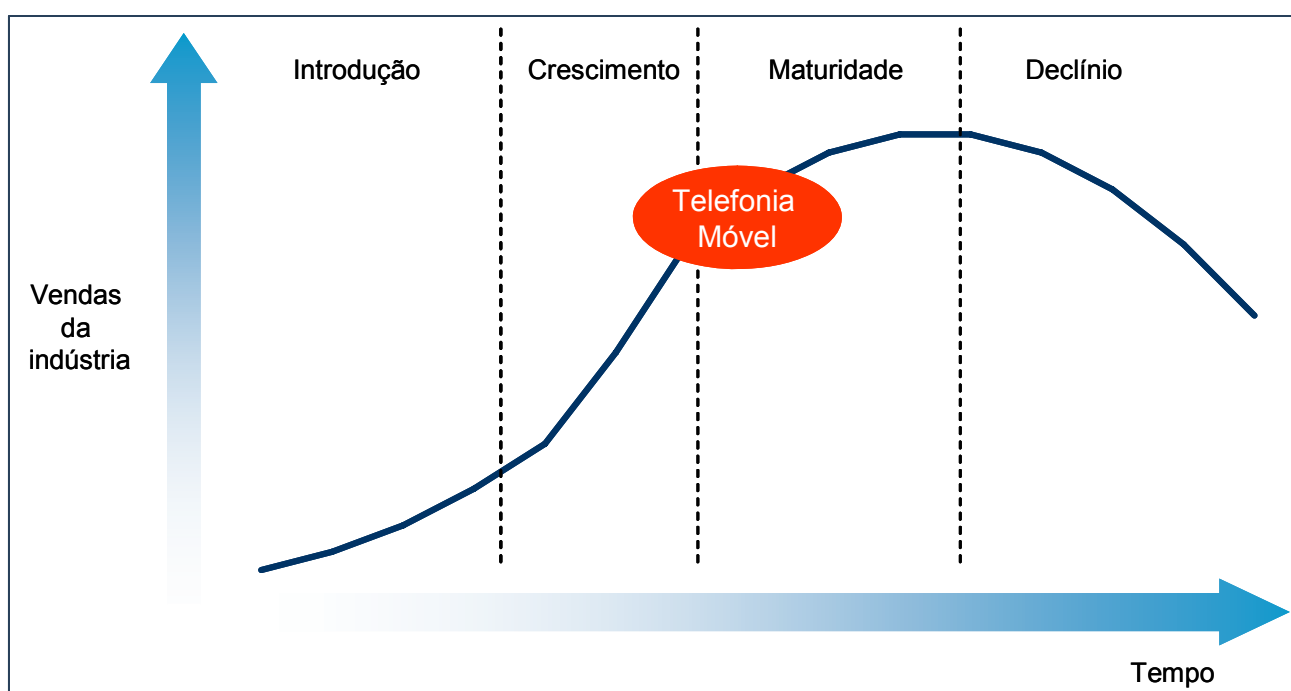 Introdução
Crescimento
Maturidade
Declínio
Telefonia
Móvel
Vendas
da
indústria
Tempo